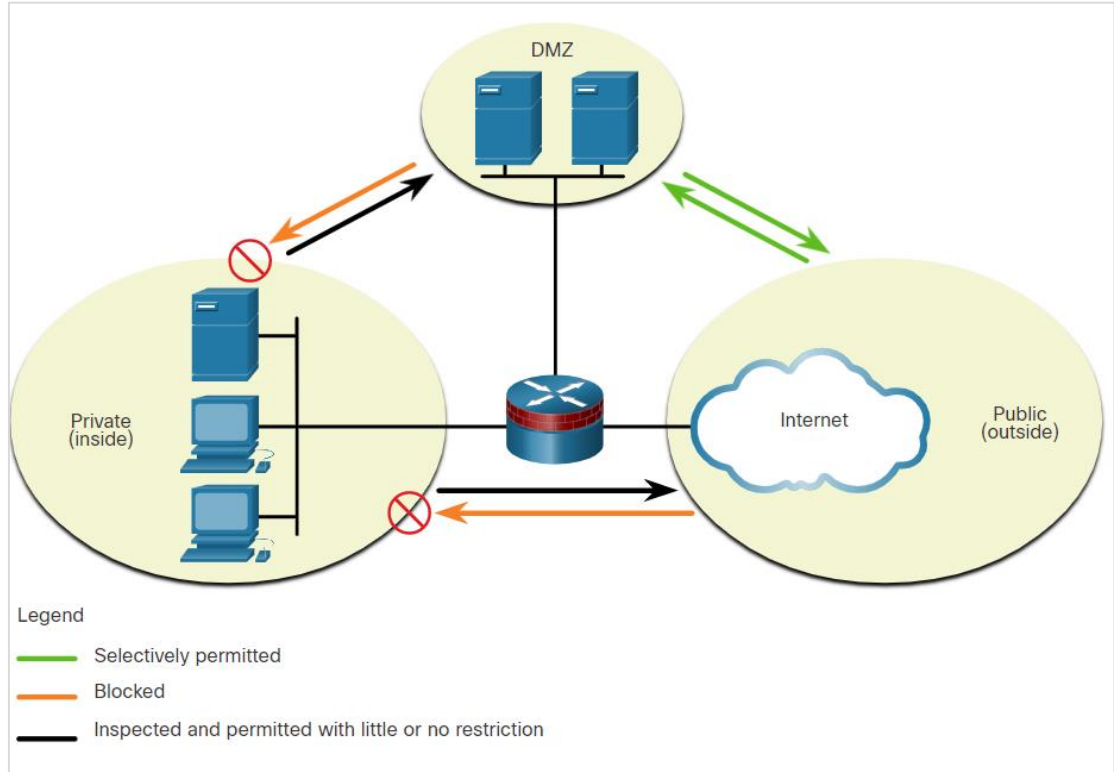 DMZ
Private
(inside)
Internet
Public
(outside)
Legend
Selectively permitted
Blocked
Inspected and permitted with little or no restriction